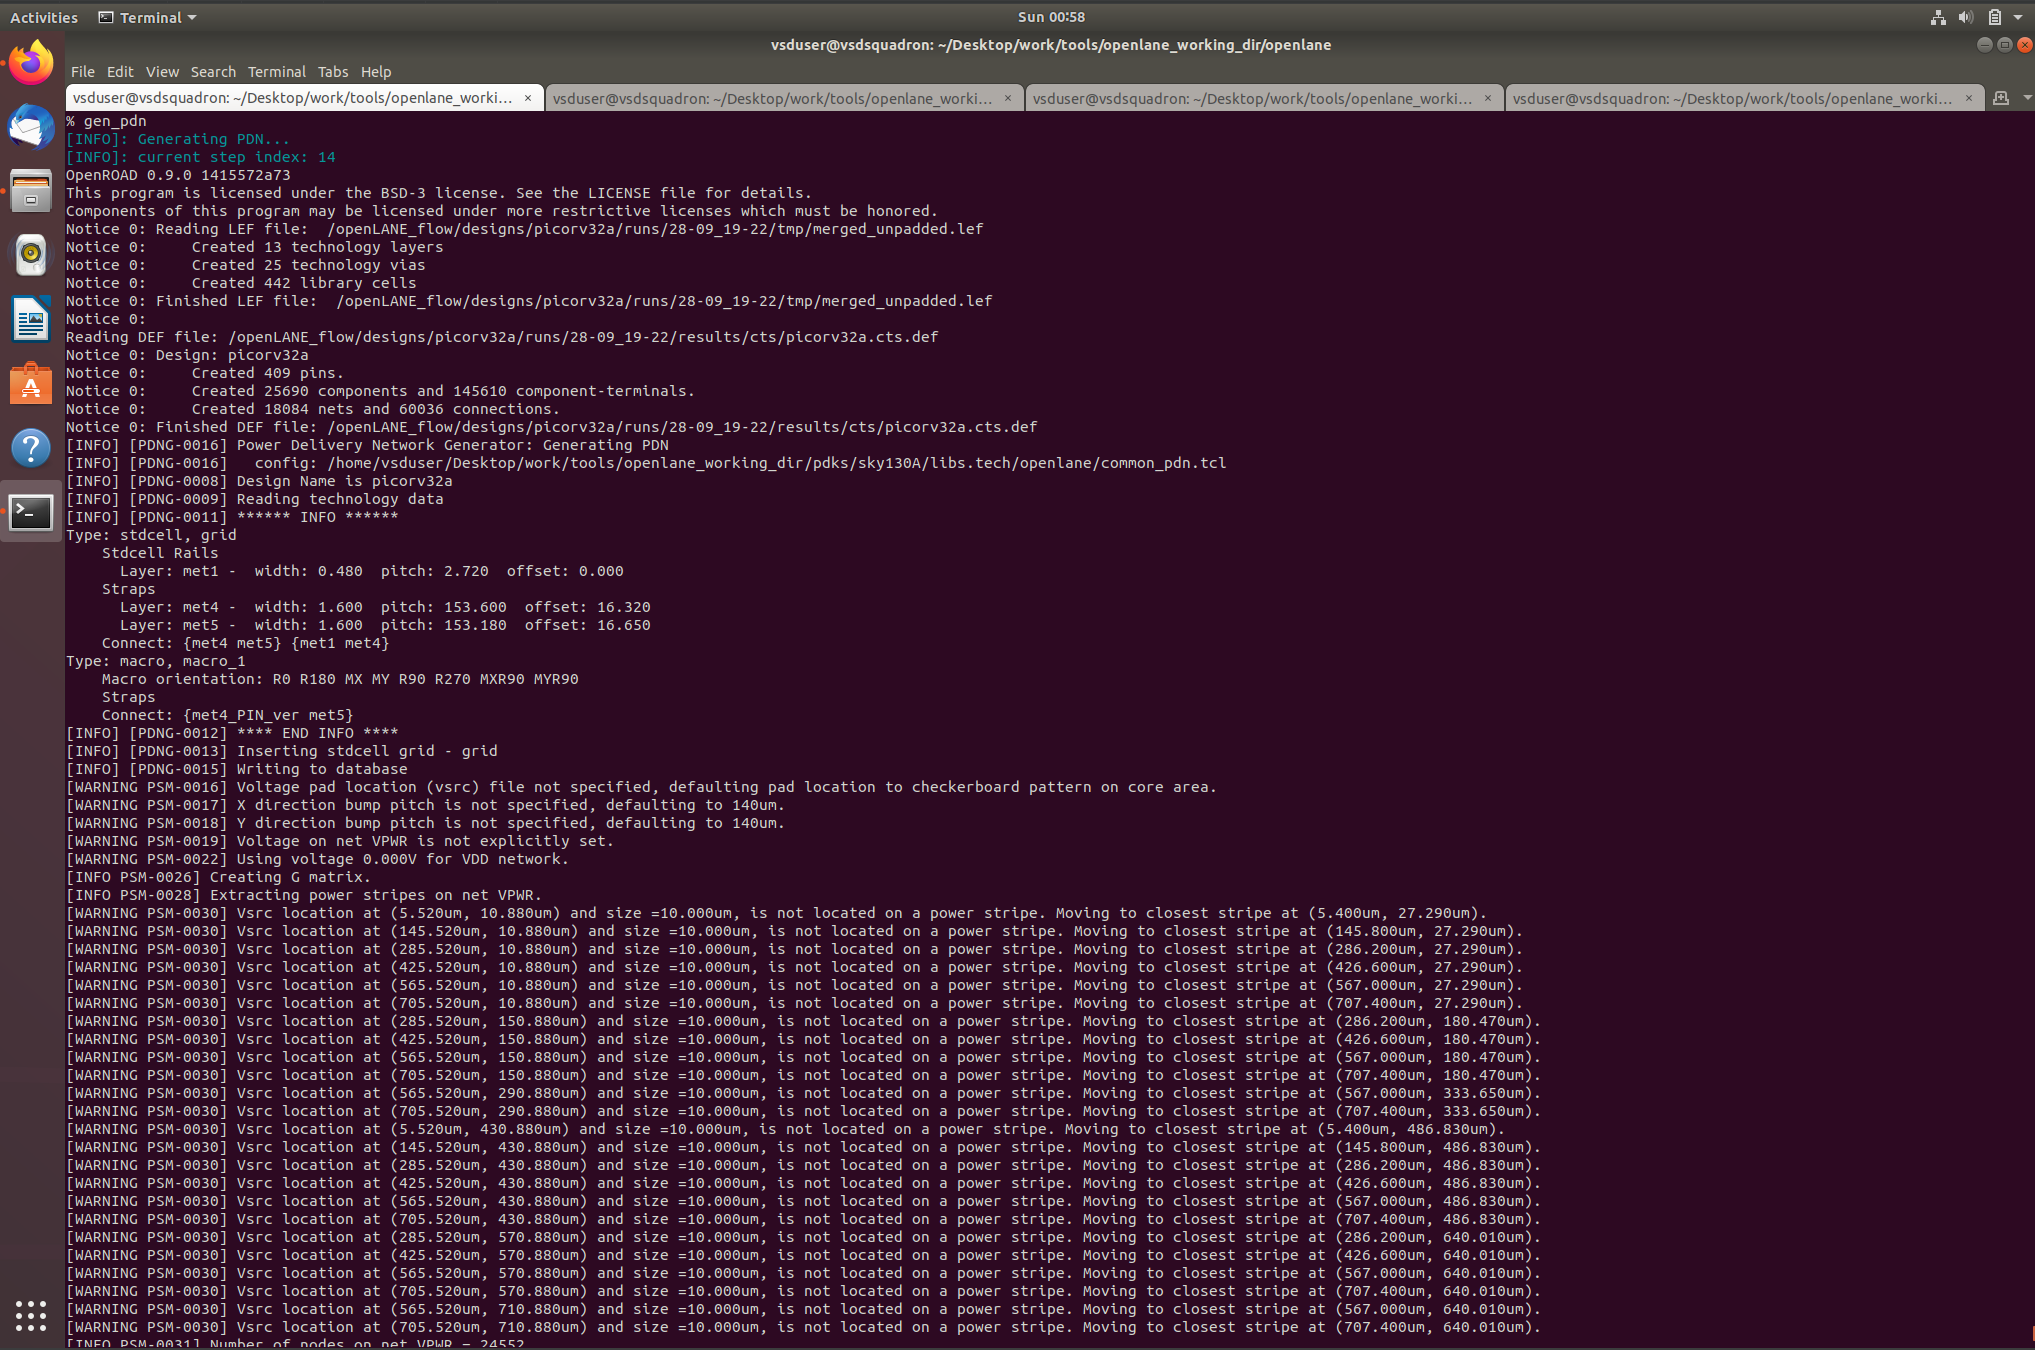 Activities Terminal Sun 00:58
vsduser@vsdsquadron: ~/Desktop/work/tools/openlane_working_dir/openlane
File Edit View Search Terminal Tabs Help
vsduser@vsdsquadron: ~/Desktop/work/tools/openlane_worki... × vsduser@vsdsquadron: ~/Desktop/work/tools/openlane_worki... × vsduser@vsdsquadron: ~/Desktop/work/tools/openlane_worki... × vsduser@vsdsquadron: ~/Desktop/work/tools/openlane_worki... ×
% gen_pdn
[INFO]: Generating PDN...
[INFO]: current step index: 14
OpenROAD 0.9.0 1415572a73
This program is licensed under the BSD-3 license. See the LICENSE file for details.
Components of this program may be licensed under more restrictive licenses which must be honored.
Notice 0: Reading LEF file:  /openLANE_flow/designs/picorv32a/runs/28-09_19-22/tmp/merged_unpadded.lef
Notice 0:     Created 13 technology layers
Notice 0:     Created 25 technology vias
Notice 0:     Created 442 library cells
Notice 0: Finished LEF file:  /openLANE_flow/designs/picorv32a/runs/28-09_19-22/tmp/merged_unpadded.lef
Notice 0:
Reading DEF file: /openLANE_flow/designs/picorv32a/runs/28-09_19-22/results/cts/picorv32a.cts.def
Notice 0: Design: picorv32a
Notice 0:     Created 409 pins.
Notice 0:     Created 25690 components and 145610 component-terminals.
Notice 0:     Created 18084 nets and 60036 connections.
Notice 0: Finished DEF file: /openLANE_flow/designs/picorv32a/runs/28-09_19-22/results/cts/picorv32a.cts.def
[INFO] [PDNG-0016] Power Delivery Network Generator: Generating PDN
[INFO] [PDNG-0016]   config: /home/vsduser/Desktop/work/tools/openlane_working_dir/pdks/sky130A/libs.tech/openlane/common_pdn.tcl
[INFO] [PDNG-0008] Design Name is picorv32a
[INFO] [PDNG-0009] Reading technology data
[INFO] [PDNG-0011] ****** INFO ******
Type: stdcell, grid
    Stdcell Rails
      Layer: met1 -  width: 0.480  pitch: 2.720  offset: 0.000
    Straps
      Layer: met4 -  width: 1.600  pitch: 153.600  offset: 16.320
      Layer: met5 -  width: 1.600  pitch: 153.180  offset: 16.650
    Connect: {met4 met5} {met1 met4}
Type: macro, macro_1
    Macro orientation: R0 R180 MX MY R90 R270 MXR90 MYR90
    Straps
    Connect: {met4_PIN_ver met5}
[INFO] [PDNG-0012] **** END INFO ****
[INFO] [PDNG-0013] Inserting stdcell grid - grid
[INFO] [PDNG-0015] Writing to database
[WARNING PSM-0016] Voltage pad location (vsrc) file not specified, defaulting pad location to checkerboard pattern on core area.
[WARNING PSM-0017] X direction bump pitch is not specified, defaulting to 140um.
[WARNING PSM-0018] Y direction bump pitch is not specified, defaulting to 140um.
[WARNING PSM-0019] Voltage on net VPWR is not explicitly set.
[WARNING PSM-0022] Using voltage 0.000V for VDD network.
[INFO PSM-0026] Creating G matrix.
[INFO PSM-0028] Extracting power stripes on net VPWR.
[WARNING PSM-0030] Vsrc location at (5.520um, 10.880um) and size =10.000um, is not located on a power stripe. Moving to closest stripe at (5.400um, 27.290um).
[WARNING PSM-0030] Vsrc location at (145.520um, 10.880um) and size =10.000um, is not located on a power stripe. Moving to closest stripe at (145.800um, 27.290um).
[WARNING PSM-0030] Vsrc location at (285.520um, 10.880um) and size =10.000um, is not located on a power stripe. Moving to closest stripe at (286.200um, 27.290um).
[WARNING PSM-0030] Vsrc location at (425.520um, 10.880um) and size =10.000um, is not located on a power stripe. Moving to closest stripe at (426.600um, 27.290um).
[WARNING PSM-0030] Vsrc location at (565.520um, 10.880um) and size =10.000um, is not located on a power stripe. Moving to closest stripe at (567.000um, 27.290um).
[WARNING PSM-0030] Vsrc location at (705.520um, 10.880um) and size =10.000um, is not located on a power stripe. Moving to closest stripe at (707.400um, 27.290um).
[WARNING PSM-0030] Vsrc location at (285.520um, 150.880um) and size =10.000um, is not located on a power stripe. Moving to closest stripe at (286.200um, 180.470um).
[WARNING PSM-0030] Vsrc location at (425.520um, 150.880um) and size =10.000um, is not located on a power stripe. Moving to closest stripe at (426.600um, 180.470um).
[WARNING PSM-0030] Vsrc location at (565.520um, 150.880um) and size =10.000um, is not located on a power stripe. Moving to closest stripe at (567.000um, 180.470um).
[WARNING PSM-0030] Vsrc location at (705.520um, 150.880um) and size =10.000um, is not located on a power stripe. Moving to closest stripe at (707.400um, 180.470um).
[WARNING PSM-0030] Vsrc location at (565.520um, 290.880um) and size =10.000um, is not located on a power stripe. Moving to closest stripe at (567.000um, 333.650um).
[WARNING PSM-0030] Vsrc location at (705.520um, 290.880um) and size =10.000um, is not located on a power stripe. Moving to closest stripe at (707.400um, 333.650um).
[WARNING PSM-0030] Vsrc location at (5.520um, 430.880um) and size =10.000um, is not located on a power stripe. Moving to closest stripe at (5.400um, 486.830um).
[WARNING PSM-0030] Vsrc location at (145.520um, 430.880um) and size =10.000um, is not located on a power stripe. Moving to closest stripe at (145.800um, 486.830um).
[WARNING PSM-0030] Vsrc location at (285.520um, 430.880um) and size =10.000um, is not located on a power stripe. Moving to closest stripe at (286.200um, 486.830um).
[WARNING PSM-0030] Vsrc location at (425.520um, 430.880um) and size =10.000um, is not located on a power stripe. Moving to closest stripe at (426.600um, 486.830um).
[WARNING PSM-0030] Vsrc location at (565.520um, 430.880um) and size =10.000um, is not located on a power stripe. Moving to closest stripe at (567.000um, 486.830um).
[WARNING PSM-0030] Vsrc location at (705.520um, 430.880um) and size =10.000um, is not located on a power stripe. Moving to closest stripe at (707.400um, 486.830um).
[WARNING PSM-0030] Vsrc location at (285.520um, 570.880um) and size =10.000um, is not located on a power stripe. Moving to closest stripe at (286.200um, 640.010um).
[WARNING PSM-0030] Vsrc location at (425.520um, 570.880um) and size =10.000um, is not located on a power stripe. Moving to closest stripe at (426.600um, 640.010um).
[WARNING PSM-0030] Vsrc location at (565.520um, 570.880um) and size =10.000um, is not located on a power stripe. Moving to closest stripe at (567.000um, 640.010um).
[WARNING PSM-0030] Vsrc location at (705.520um, 570.880um) and size =10.000um, is not located on a power stripe. Moving to closest stripe at (707.400um, 640.010um).
[WARNING PSM-0030] Vsrc location at (565.520um, 710.880um) and size =10.000um, is not located on a power stripe. Moving to closest stripe at (567.000um, 640.010um).
[WARNING PSM-0030] Vsrc location at (705.520um, 710.880um) and size =10.000um, is not located on a power stripe. Moving to closest stripe at (707.400um, 640.010um).
[INFO PSM-0031] Number of nodes on net VPWR = 24552